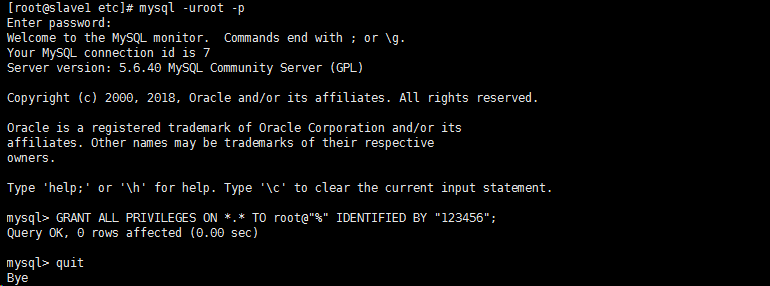 [root@slave1 etc]# mysql -uroot -p
Enter password:
Welcome to the MySQL monitor.  Commands end with ; or \g.
Your MySQL connection id is 7
Server version: 5.6.40 MySQL Community Server (GPL)
Copyright (c) 2000, 2018, Oracle and/or its affiliates. All rights reserved.
Oracle is a registered trademark of Oracle Corporation and/or its
affiliates. Other names may be trademarks of their respective
owners.
Type 'help;' or '\h' for help. Type '\c' to clear the current input statement.
mysql> GRANT ALL PRIVILEGES ON *.* TO root@"%" IDENTIFIED BY "123456";
Query OK, 0 rows affected (0.00 sec)
mysql> quit
Bye